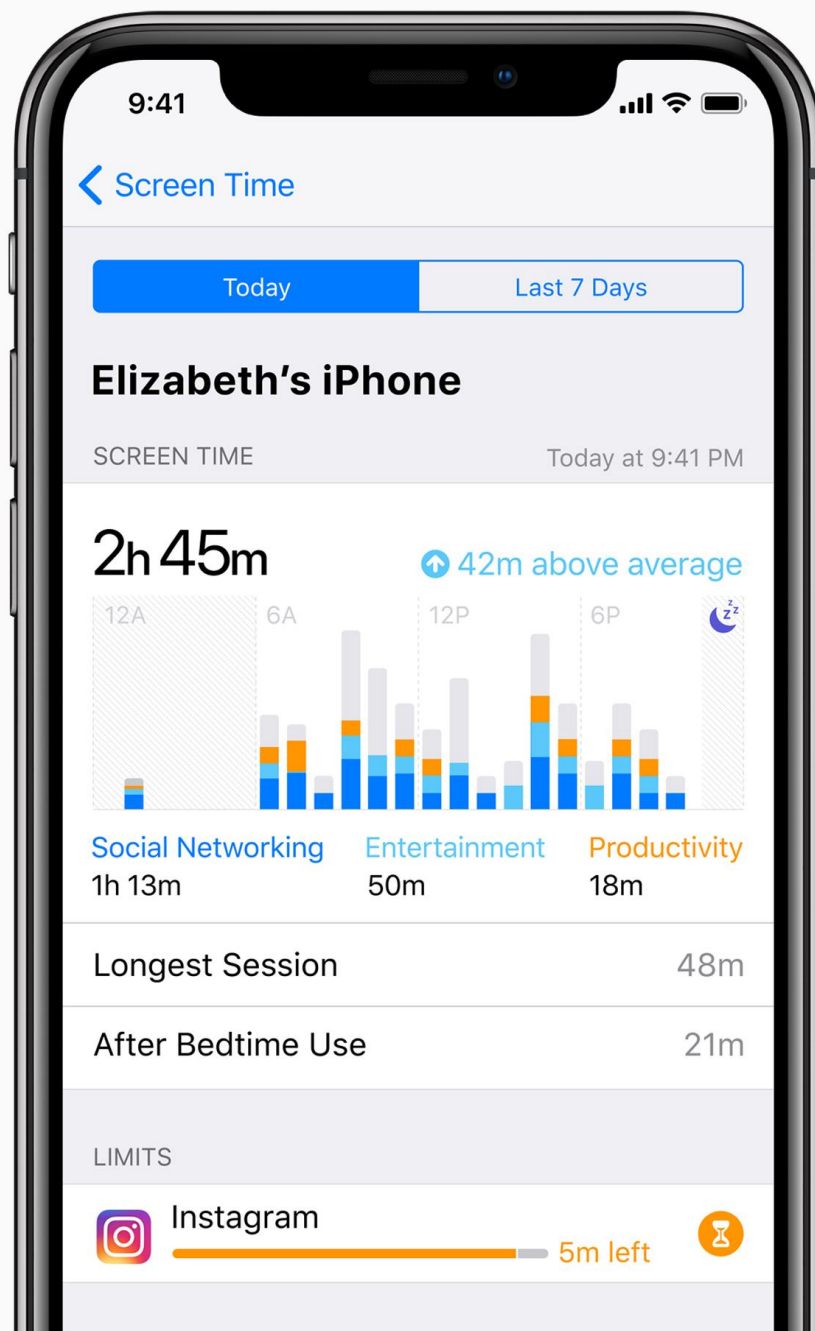 9:41
Screen Time
Today Last 7 Days
Elizabeth’s iPhone
SCREEN TIME Today at 9:41 PM
2h 45m 42m above average
12A 6A 12P 6P zzz
Social Networking Entertainment Productivity
1h 13m 50m 18m
Longest Session 48m
After Bedtime Use 21m
LIMITS
Instagram
5m left